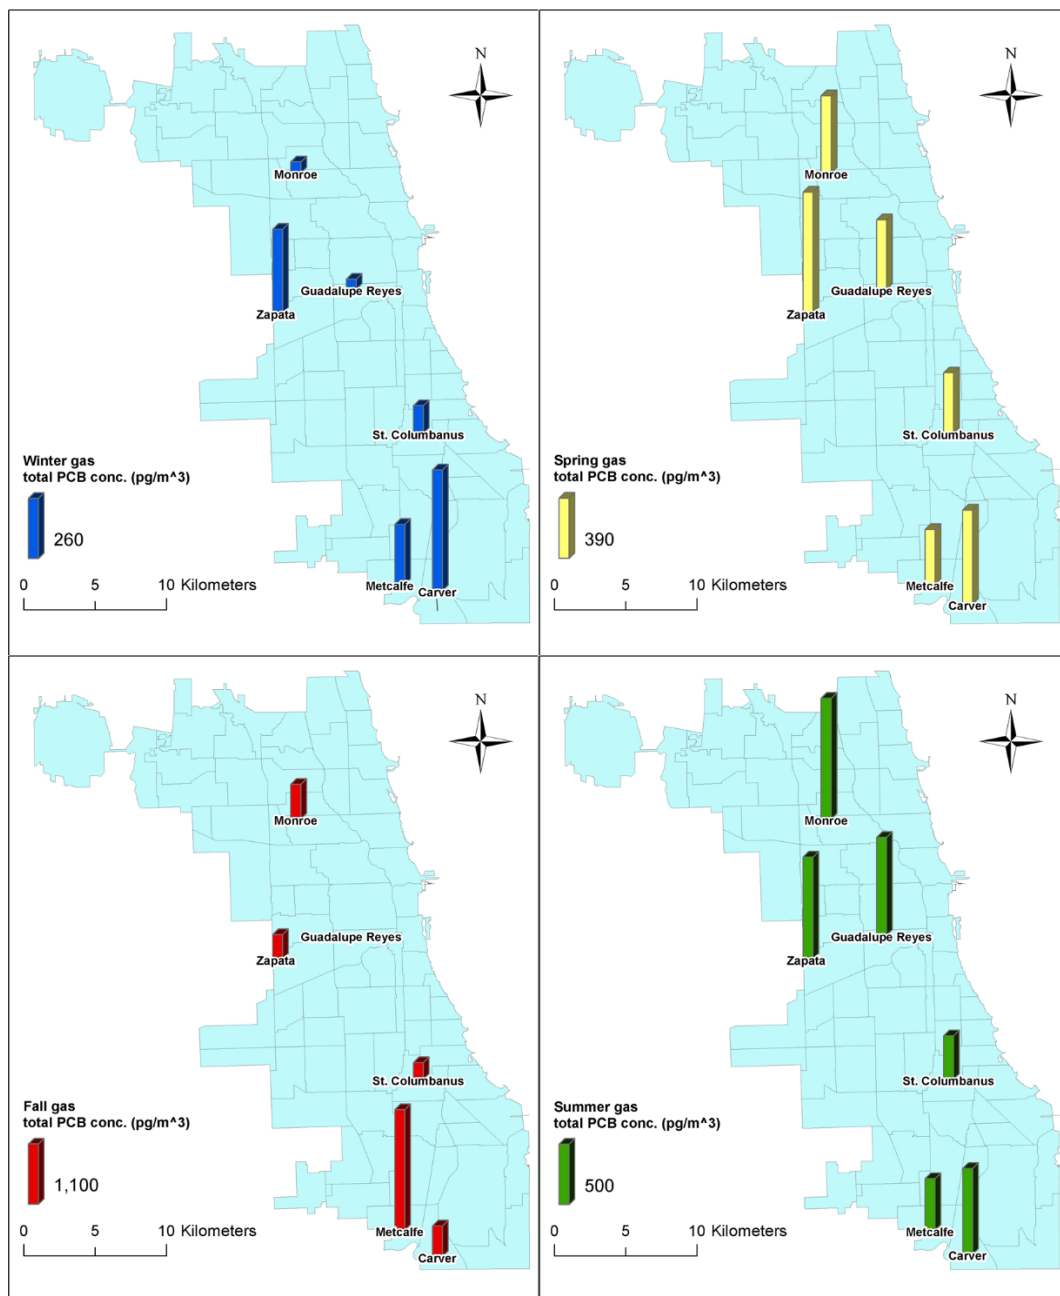 N
Monroe
Guadalupe Reyes
Zapata
St. Columbanus
Winter gas
total PCB conc. (pg/m^3)
260
Metcalfe
Carver
0 5 10 Kilometers
N
Monroe
Guadalupe Reyes
Zapata
St. Columbanus
Spring gas
total PCB conc. (pg/m^3)
390
Metcalfe
Carver
0 5 10 Kilometers
N
Monroe
Guadalupe Reyes
Zapata
St. Columbanus
Fall gas
total PCB conc. (pg/m^3)
1,100
Metcalfe
Carver
0 5 10 Kilometers
N
Monroe
Guadalupe Reyes
Zapata
St. Columbanus
Summer gas
total PCB conc. (pg/m^3)
500
Metcalfe
Carver
0 5 10 Kilometers